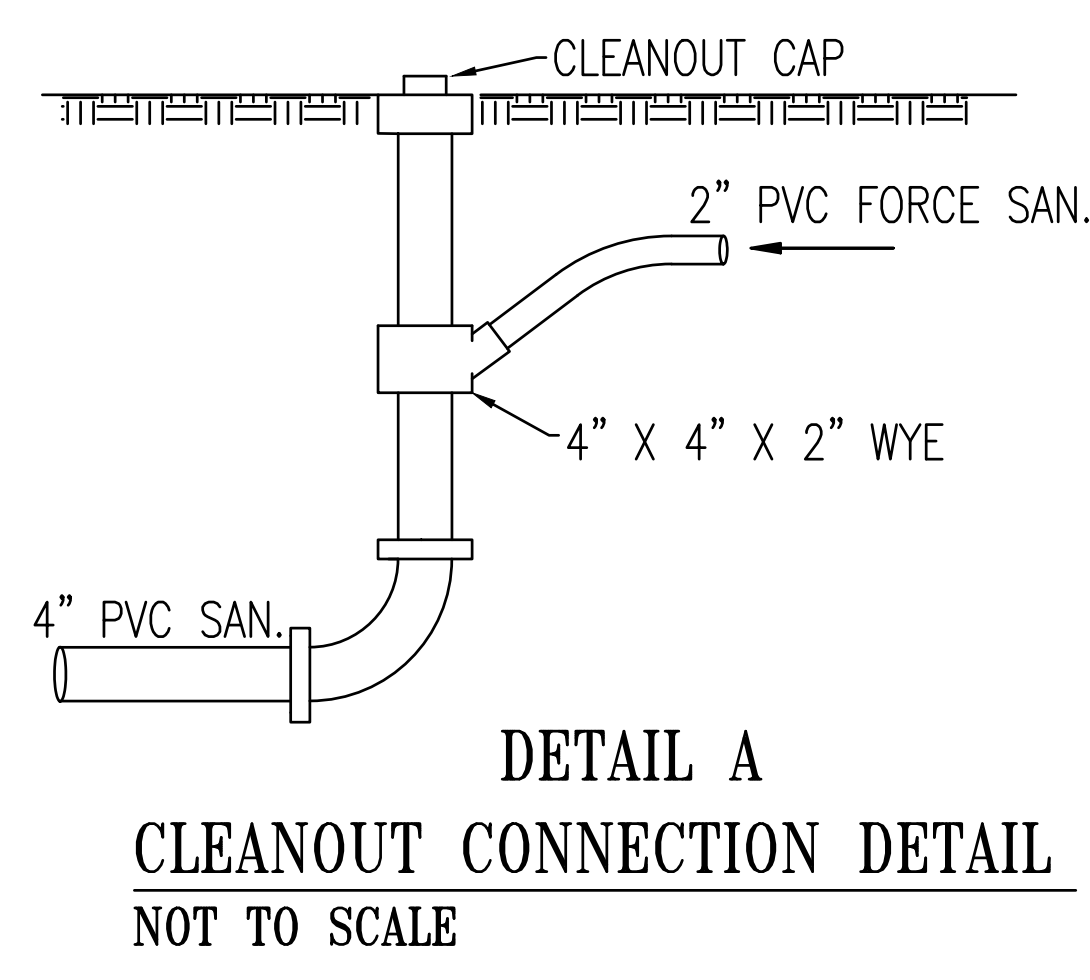 CLEANOUT CAP
2” PVC FORCE SAN.
4” X 4” X 2” WYE
4” PVC SAN.
DETAIL A
CLEANOUT CONNECTION DETAIL
NOT TO SCALE